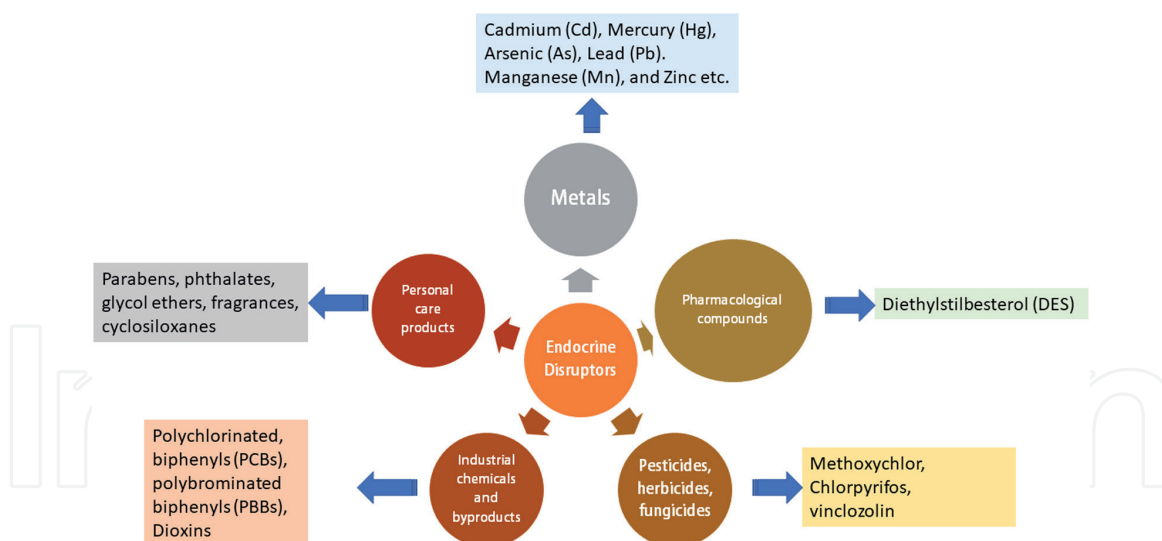 Cadmium (Cd), Mercury (Hg),
Arsenic (As), Lead (Pb).
Manganese (Mn), and Zinc etc.
Metals
Parabens, phthalates,
glycol ethers, fragrances,
cyclosiloxanes
Personal
care
products
Pharmacological
compounds
Diethylstilbesterol (DES)
Endocrine
Disruptors
Polychlorinated,
biphenyls (PCBs),
polybrominated
biphenyls (PBBs),
Dioxins
Industrial
chemicals
and
byproducts
Pesticides,
herbicides,
fungicides
Methoxychlor,
Chlorpyrifos,
vinclozolin